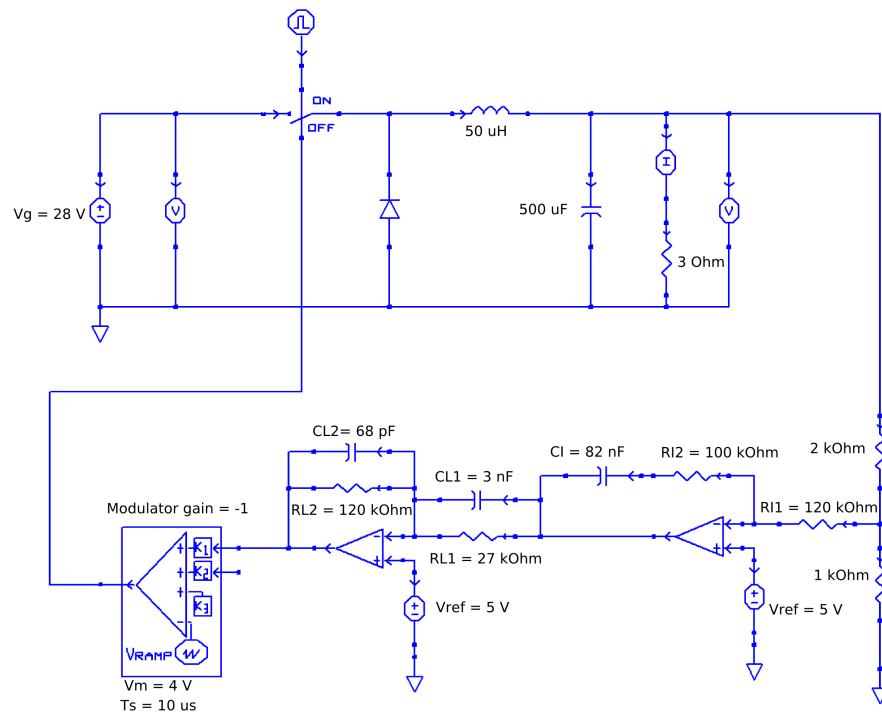 ON
OFF
50 uH
Vg = 28 V
+
-
V
500 uF
I
V
3 Ohm
CL2= 68 pF
CI = 82 nF
RI2 = 100 kOhm
2 kOhm
CL1 = 3 nF
Modulator gain = -1
RL2 = 120 kOhm
RI1 = 120 kOhm
RL1 = 27 kOhm
1 kOhm
K1
K2
K3
Vref = 5 V
Vref = 5 V
VRAMP
Vm = 4 V
Ts = 10 us